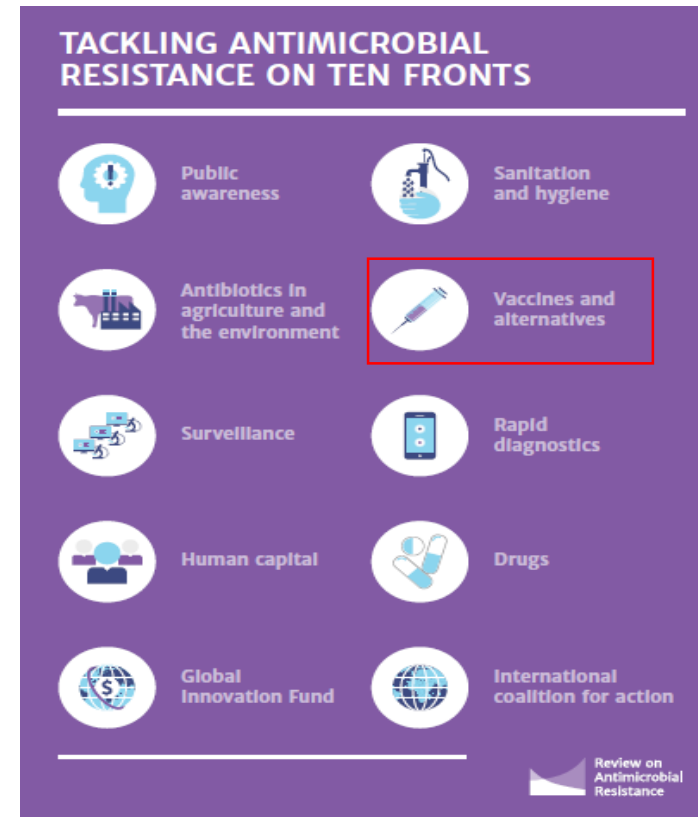 TACKLING ANTIMICROBIAL
RESISTANCE ON TEN FRONTS
Public
awareness
Sanitation
and hygiene
Antibiotics in
agriculture and
the environment
Vaccines and
alternatives
Surveillance
Rapid
diagnostics
Human capital
Drugs
Global
Innovation Fund
International
coalition for action
Review on
Antimicrobial
Resistance